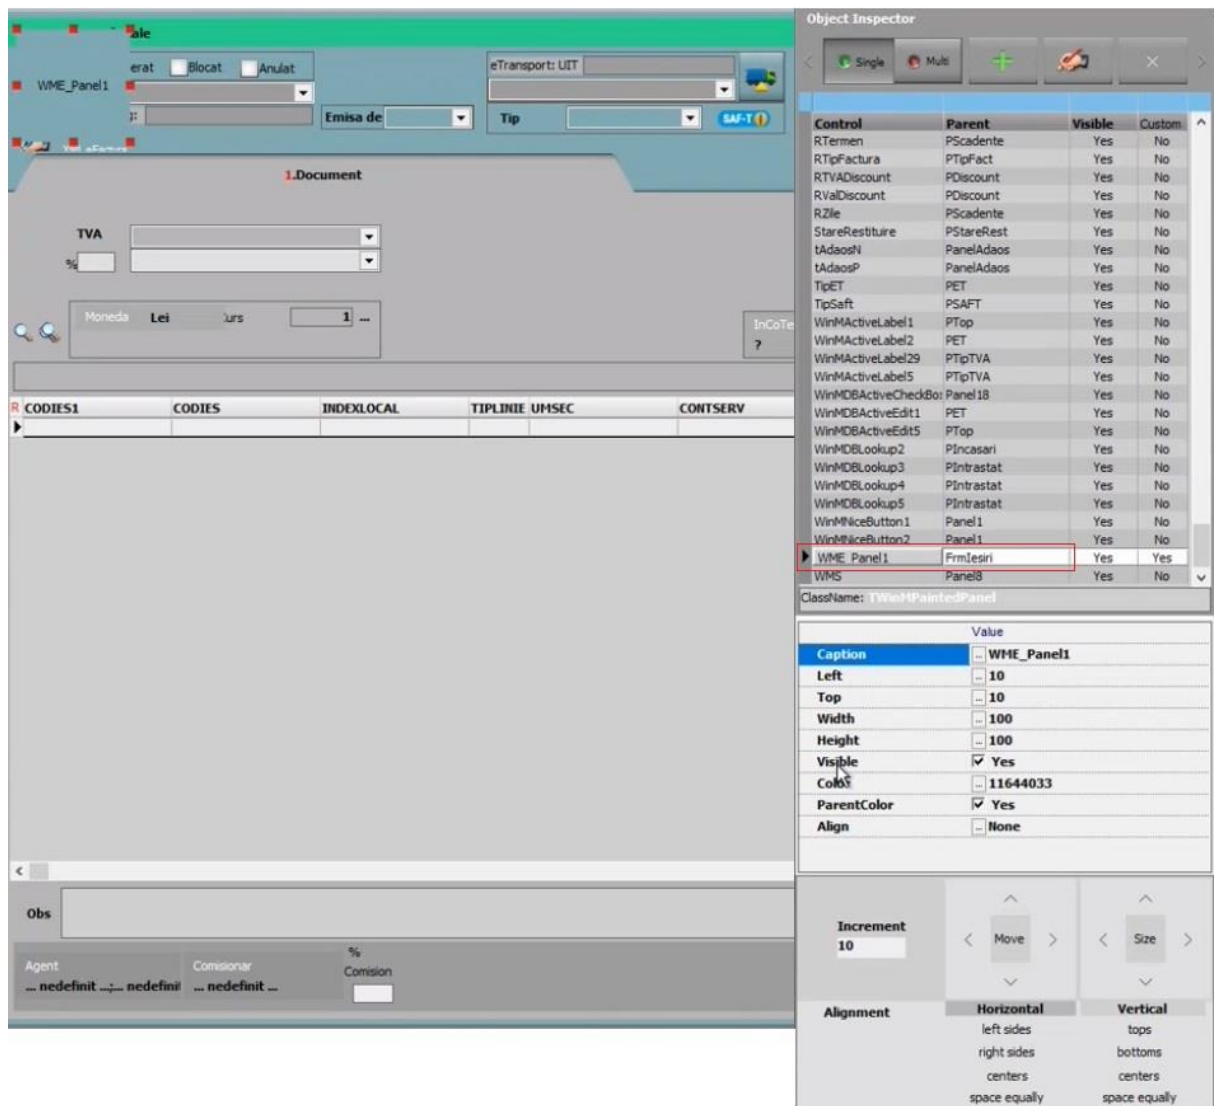 ale
erat Blocat Anulat
eTransport: UIT
WME_Panel1
Emisa de
Tip
SAF-T
1.Document
TVA
%
Moneda Lei 1 ...
InCoTe
?
R CODIES1 CODIES INDEXLOCAL TIPLINIE UMSEC CONTSERV
Obs
Agent Comisionar %
Comision
... nedefinit ...;... nedefinit ... nedefinit ...
Object Inspector
Single Multi
Control Parent Visible Custom
RTermen PScadente Yes No
RTipFactura PTipFact Yes No
RTVADiscount PDiscount Yes No
RValDiscount PDiscount Yes No
RZile PScadente Yes No
StareRestituire PStareRest Yes No
tAdaosN PanelAdaos Yes No
tAdaosP PanelAdaos Yes No
TipET PET Yes No
TipSaft PSAFT Yes No
WinMActiveLabel1 PTop Yes No
WinMActiveLabel2 PET Yes No
WinMActiveLabel29 PTipTVA Yes No
WinMActiveLabel5 PTipTVA Yes No
WinMDBActiveCheckBo: Panel18 Yes No
WinMDBActiveEdit1 PET Yes No
WinMDBActiveEdit5 PTop Yes No
WinMDBLookup2 PIncasari Yes No
WinMDBLookup3 PIntrastat Yes No
WinMDBLookup4 PIntrastat Yes No
WinMDBLookup5 PIntrastat Yes No
WinMNiceButton1 Panel1 Yes No
WinMNiceButton2 Panel1 Yes No
WME_Panel1 FrmIesiri Yes Yes
WMS Panel8 Yes No
ClassName: TWinMPaintedPanel
Value
Caption ... WME_Panel1
Left ... 10
Top ... 10
Width ... 100
Height ... 100
Visible Yes
Color ... 11644033
ParentColor Yes
Align ... None
Increment
10
Move Size
Alignment Horizontal Vertical
left sides tops
right sides bottoms
centers centers
space equally space equally